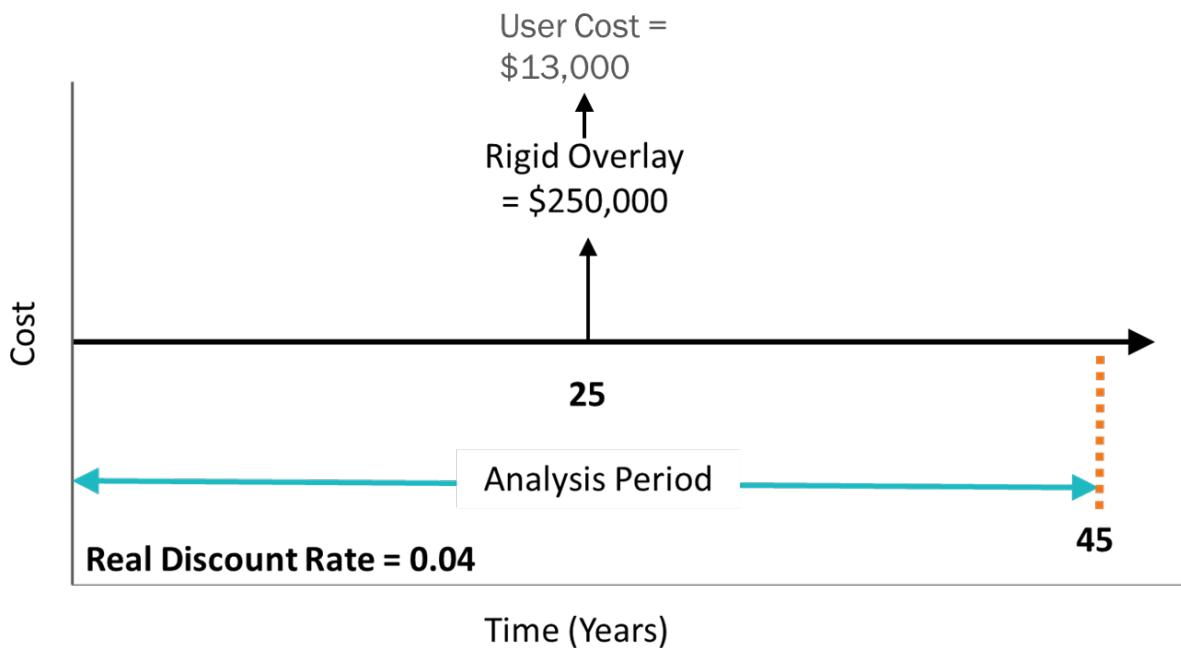 User Cost =
$13,000
Rigid Overlay
= $250,000
Cost
25
Analysis Period
45
Real Discount Rate = 0.04
Time (Years)